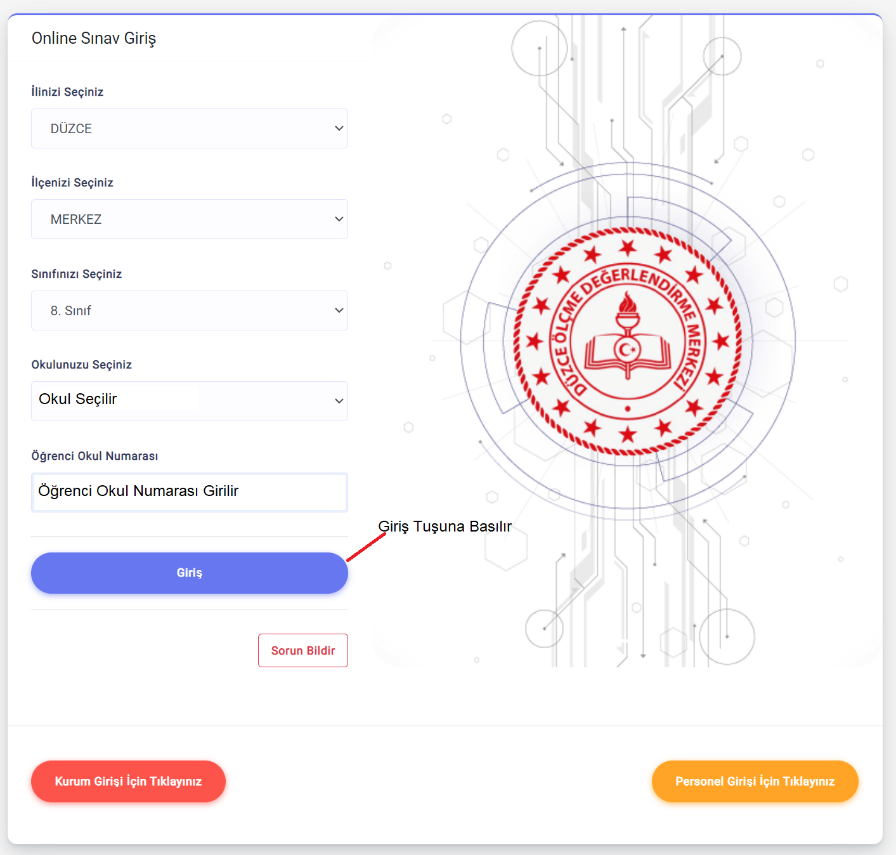 Online Sınav Giriş
İlinizi Seçiniz
DÜZCE
İlçenizi Seçiniz
MERKEZ
Sınıfınızı Seçiniz
8. Sınıf
Okulunuzu Seçiniz
Okul Seçilir
Öğrenci Okul Numarası
Öğrenci Okul Numarası Girilir
Giriş Tuşuna Basılır
Giriş
Sorun Bildir
DÜZCE ÖLÇME DEĞERLENDİRME MERKEZİ
Kurum Girişi İçin Tıklayınız
Personel Girişi İçin Tıklayınız